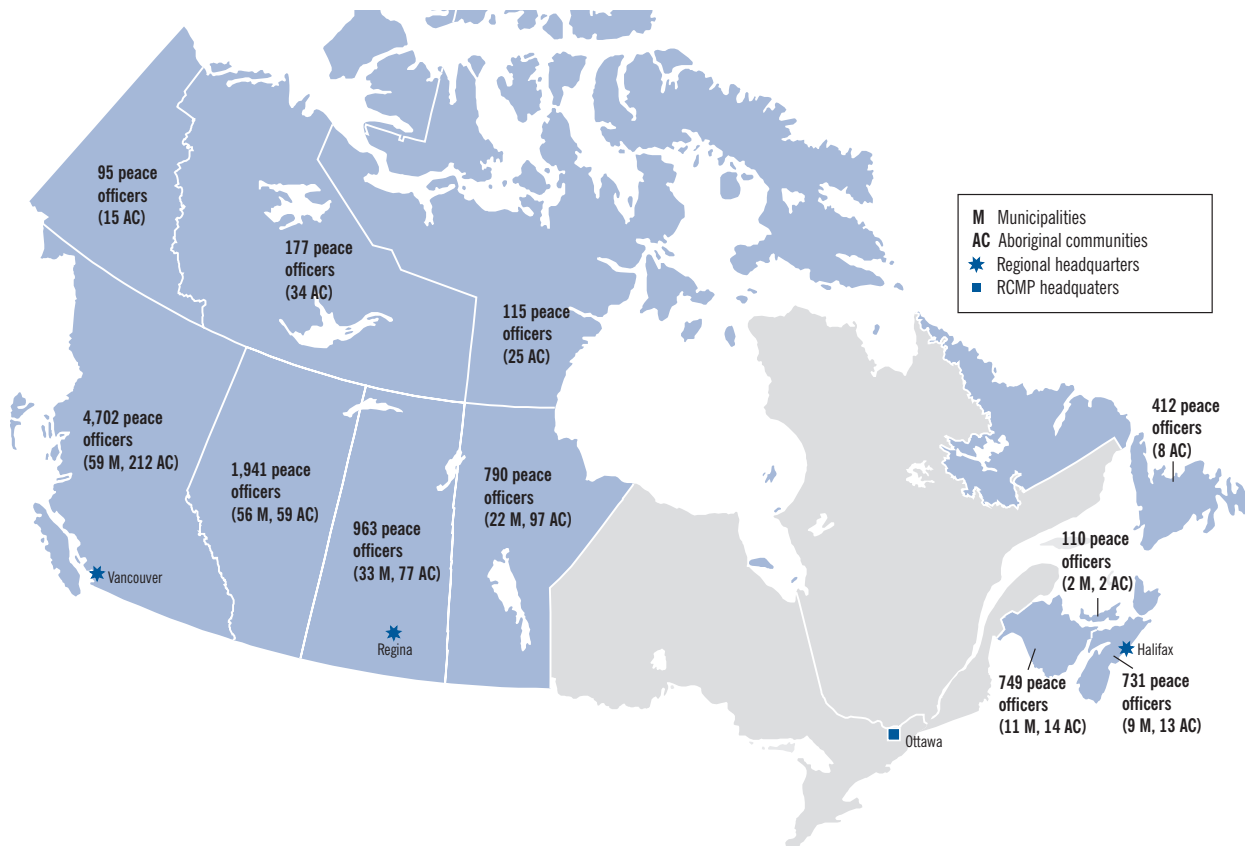 95 peace
officers
(15 AC)
177 peace
officers
(34 AC)
115 peace
officers
(25 AC)
M Municipalities
AC Aboriginal communities
Regional headquarters
RCMP headquaters
4,702 peace
officers
(59 M, 212 AC)
1,941 peace
officers
(56 M, 59 AC)
963 peace
officers
(33 M, 77 AC)
790 peace
officers
(22 M, 97 AC)
412 peace
officers
(8 AC)
110 peace
officers
(2 M, 2 AC)
Vancouver
Regina
Halifax
749 peace
officers
(11 M, 14 AC)
731 peace
officers
(9 M, 13 AC)
Ottawa